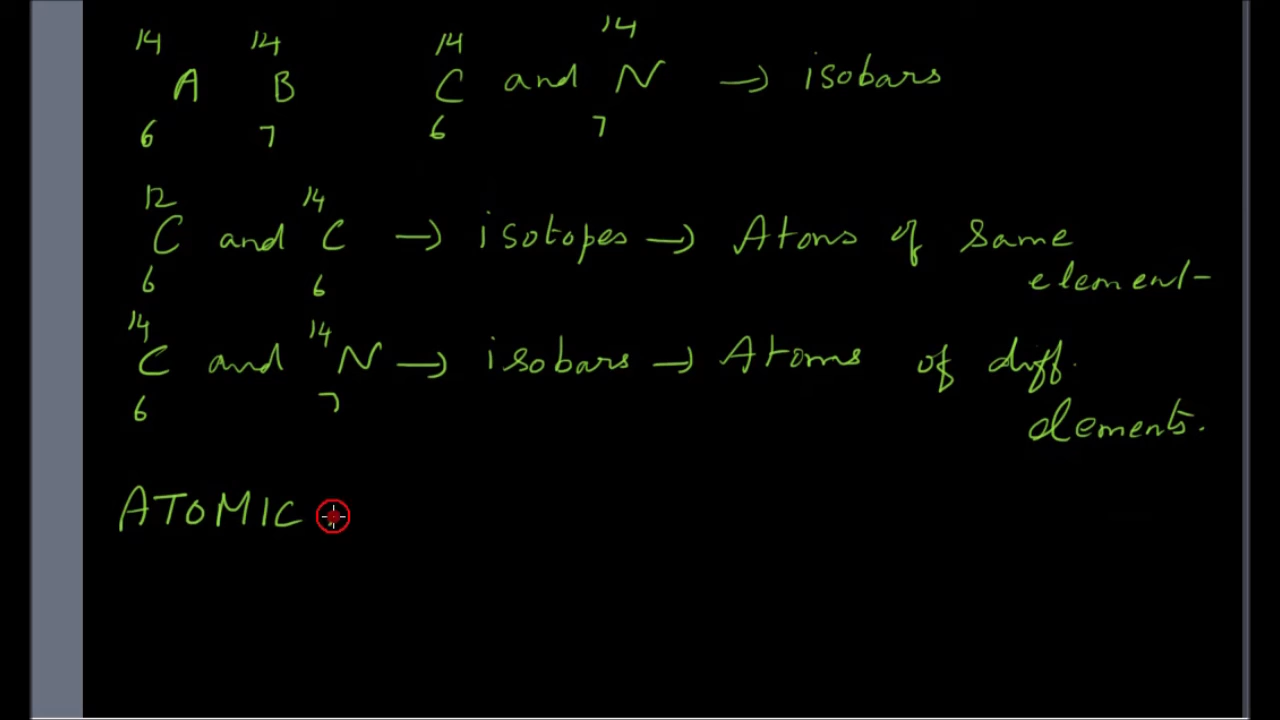 14 14 14 14
A B C and N → isobars
6 7 6 7
12 14
C and C → isotopes → Atons of same
6 6 element
14 14
C and N → isobars → Atoms of diff.
6 7 elements.
ATOMIC